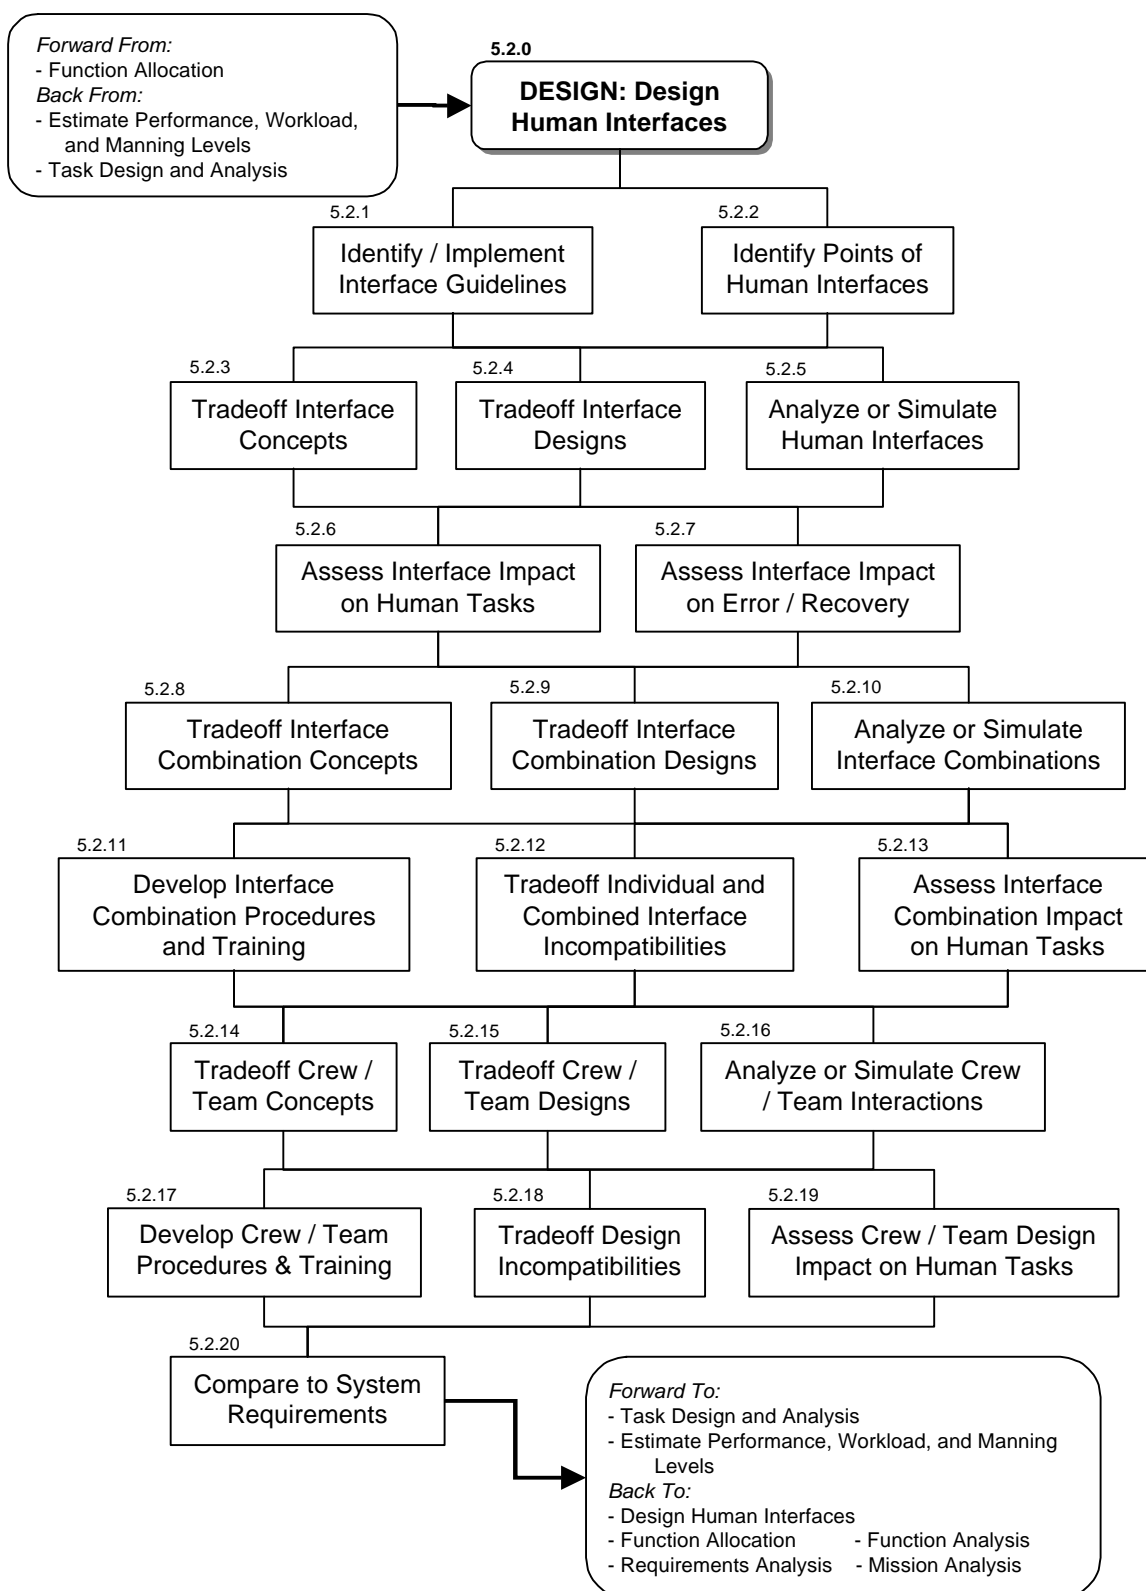 Forward From:
- Function Allocation
Back From:
- Estimate Performance, Workload,
and Manning Levels
- Task Design and Analysis
5.2.0
DESIGN: Design
Human Interfaces
5.2.1
Identify / Implement
Interface Guidelines
5.2.2
Identify Points of
Human Interfaces
5.2.3
Tradeoff Interface
Concepts
5.2.4
Tradeoff Interface
Designs
5.2.5
Analyze or Simulate
Human Interfaces
5.2.6
Assess Interface Impact
on Human Tasks
5.2.7
Assess Interface Impact
on Error / Recovery
5.2.8
Tradeoff Interface
Combination Concepts
5.2.9
Tradeoff Interface
Combination Designs
5.2.10
Analyze or Simulate
Interface Combinations
5.2.11
Develop Interface
Combination Procedures
and Training
5.2.12
Tradeoff Individual and
Combined Interface
Incompatibilities
5.2.13
Assess Interface
Combination Impact
on Human Tasks
5.2.14
Tradeoff Crew /
Team Concepts
5.2.15
Tradeoff Crew /
Team Designs
5.2.16
Analyze or Simulate Crew
/ Team Interactions
5.2.17
Develop Crew / Team
Procedures & Training
5.2.18
Tradeoff Design
Incompatibilities
5.2.19
Assess Crew / Team Design
Impact on Human Tasks
5.2.20
Compare to System
Requirements
Forward To:
- Task Design and Analysis
- Estimate Performance, Workload, and Manning
Levels
Back To:
- Design Human Interfaces
- Function Allocation - Function Analysis
- Requirements Analysis - Mission Analysis